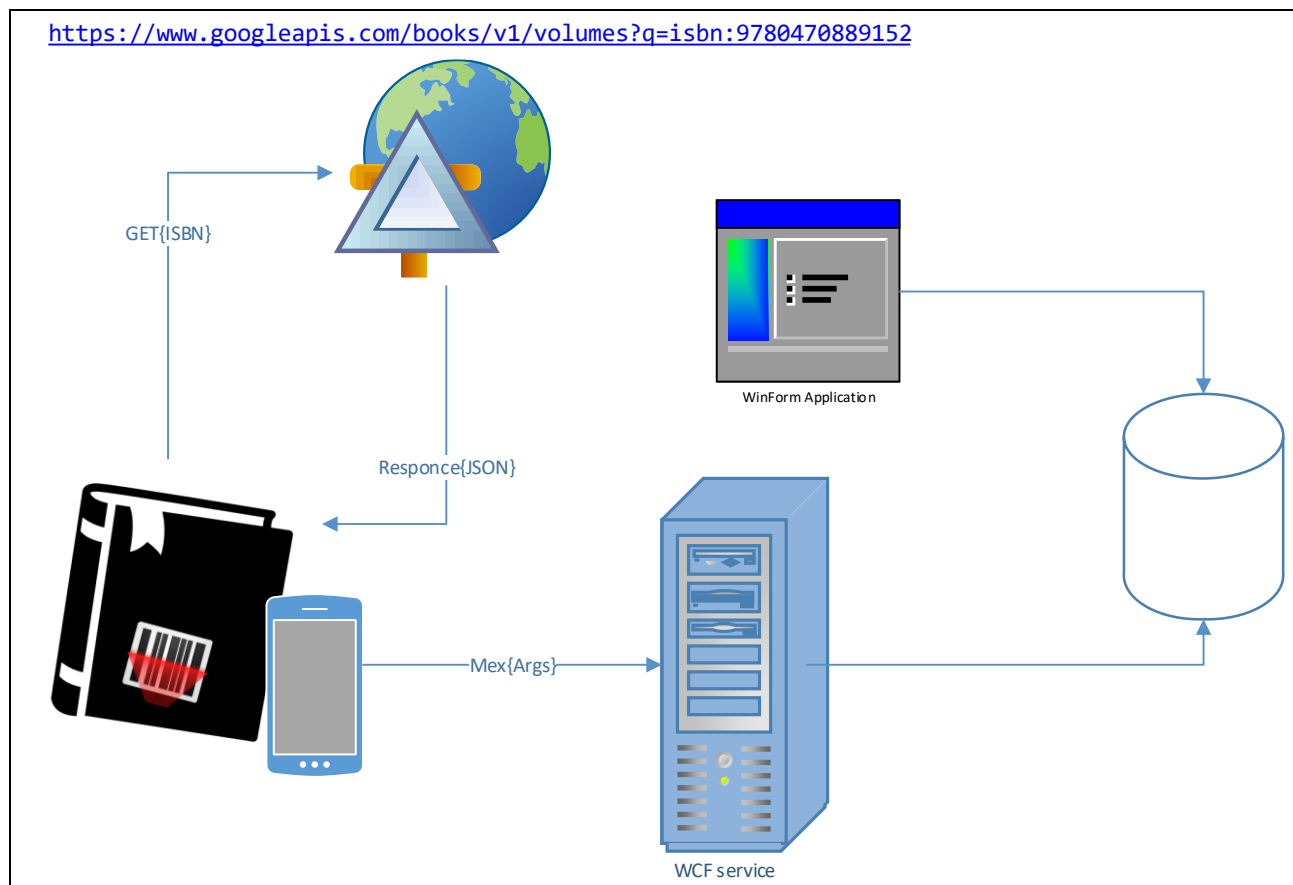 https://www.googleapis.com/books/v1/volumes?q=isbn:9780470889152
GET{ISBN}
WinForm Application
Responce{JSON}
Mex{Args}
WCF service